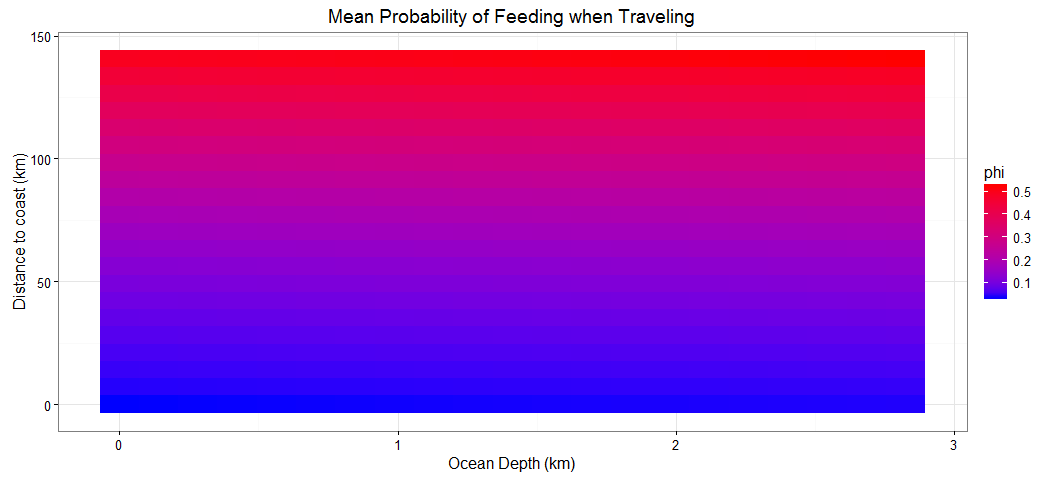 Mean Probability of Feeding when Traveling
150
100
50
0
Distance to coast (km)
0 1 2 3
Ocean Depth (km)
phi
0.5
0.4
0.3
0.2
0.1